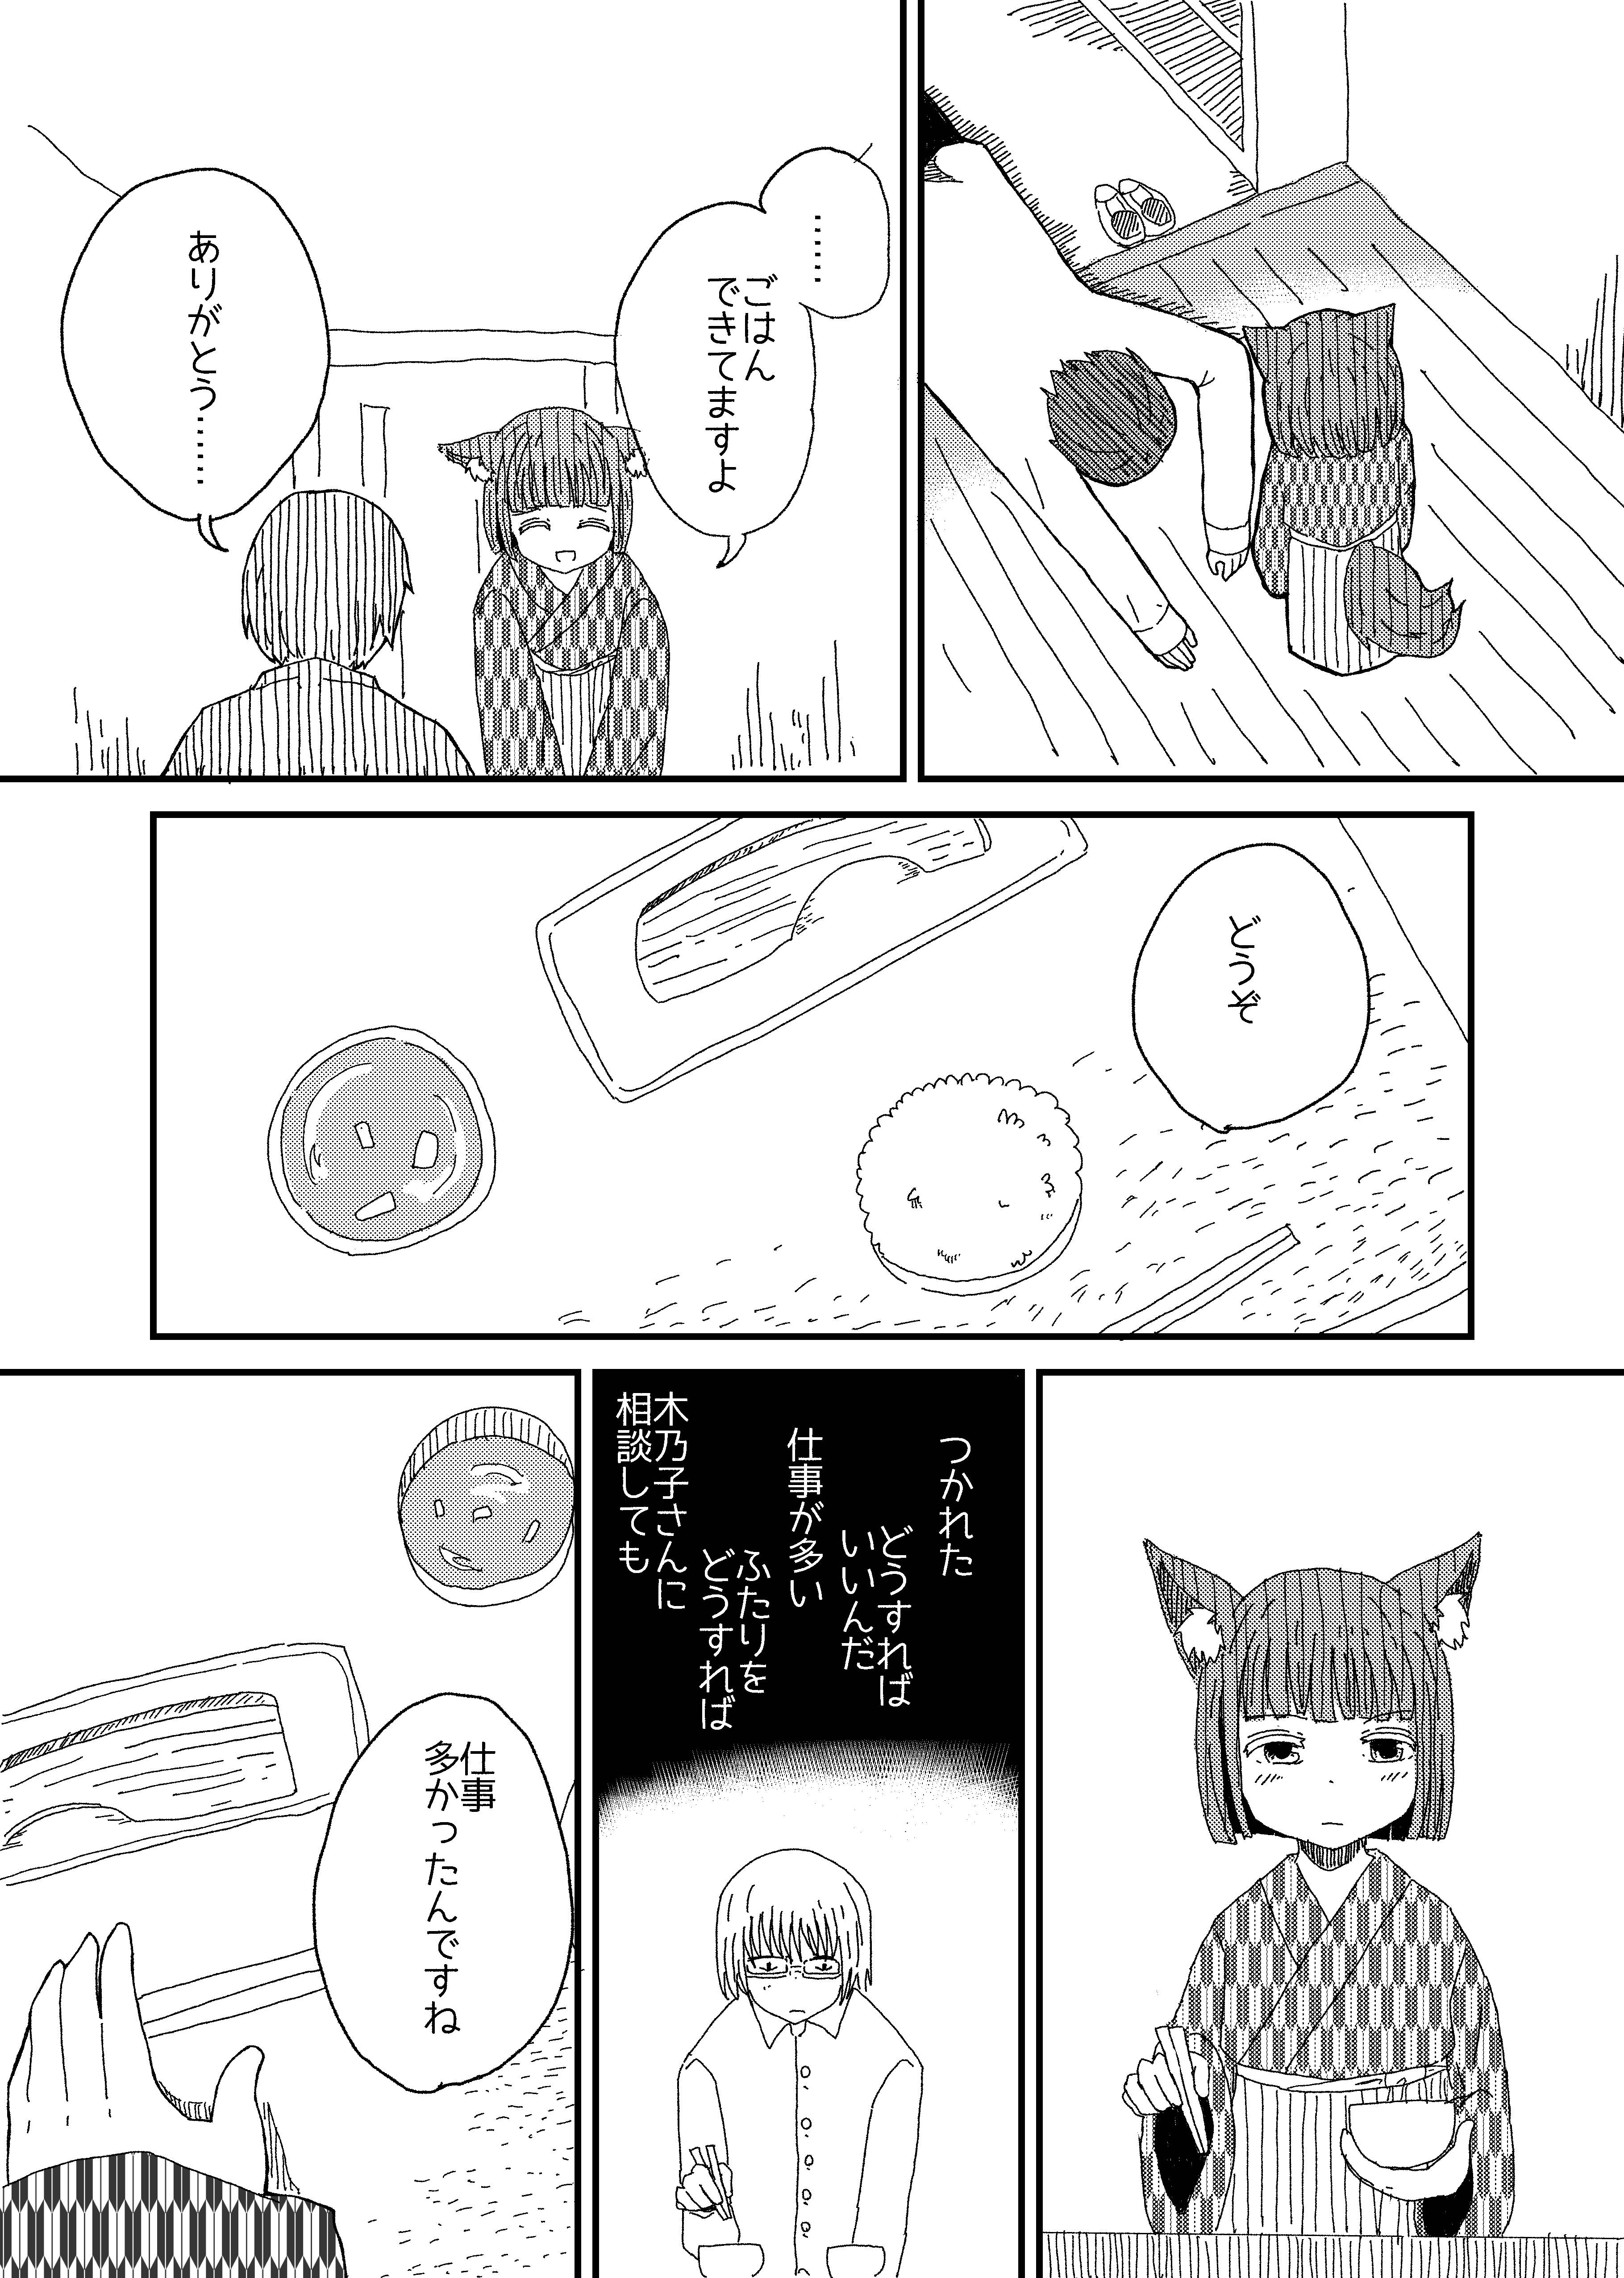 ……
ごはん
できてますよ
ありがとう……
どうぞ
つかれた
どうすれば
いいんだ
仕事が多い
ふたりを
どうすれば
木乃子さんに
相談しても
仕事
多かったんですね